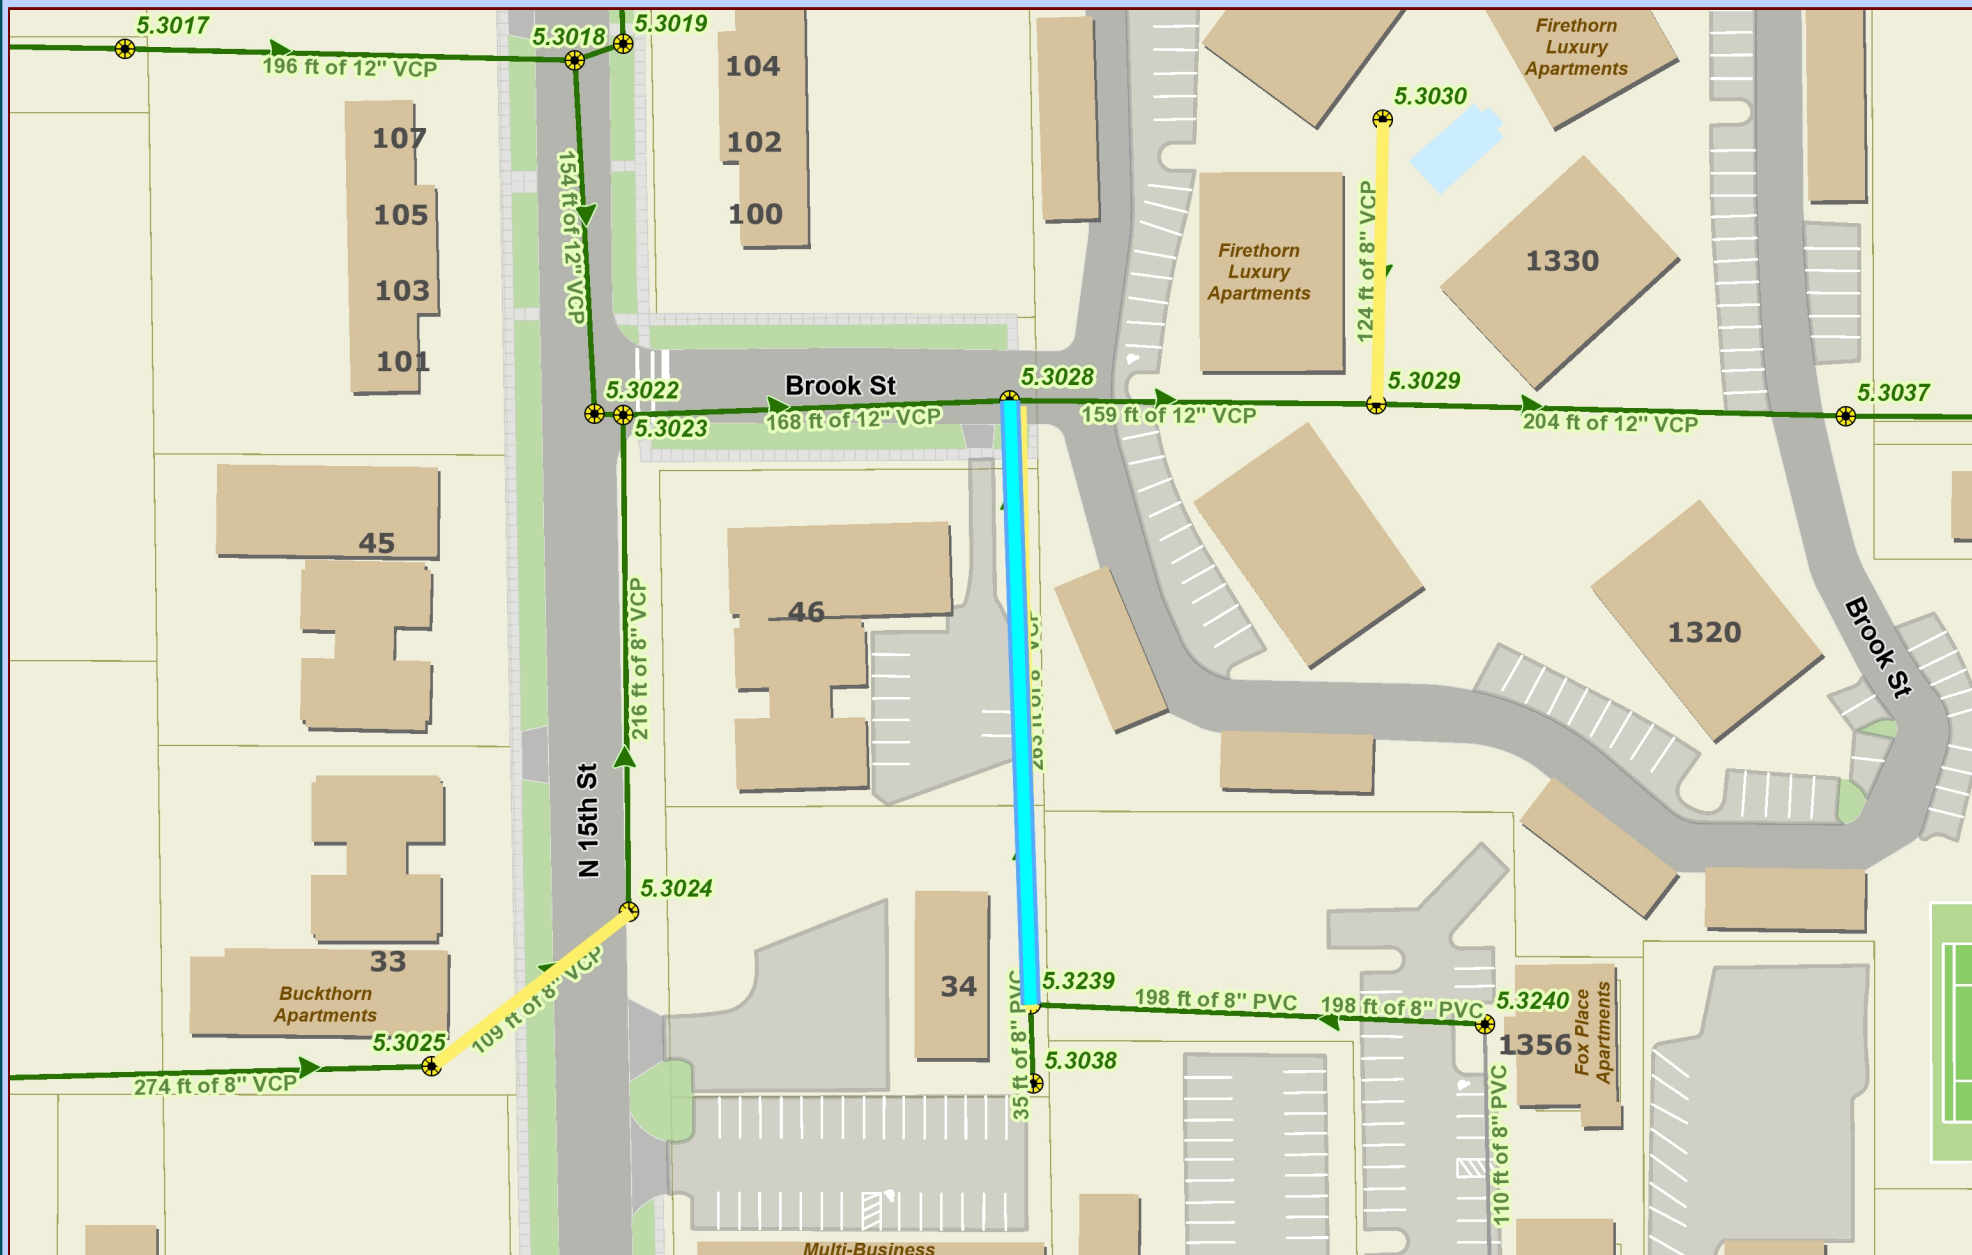 5.3017
5.3018
5.3019
196 ft of 12" VCP
107
105
103
101
104
102
100
154 ft of 12" VCP
Firethorn
Luxury
Apartments
5.3030
124 ft of 8" VCP
Firethorn
Luxury
Apartments
1330
5.3022
5.3023
Brook St
168 ft of 12" VCP
5.3028
159 ft of 12" VCP
5.3029
204 ft of 12" VCP
5.3037
45
46
216 ft of 8" VCP
263 ft of 8" VCP
1320
Brook St
N 15th St
5.3024
33
Buckthorn
Apartments
109 ft of 8" VCP
5.3025
274 ft of 8" VCP
34
5.3239
198 ft of 8" PVC
198 ft of 8" PVC
5.3240
1356
Fox Place
Apartments
35 ft of 8" PVC
5.3038
110 ft of 8" PVC
Multi-Business